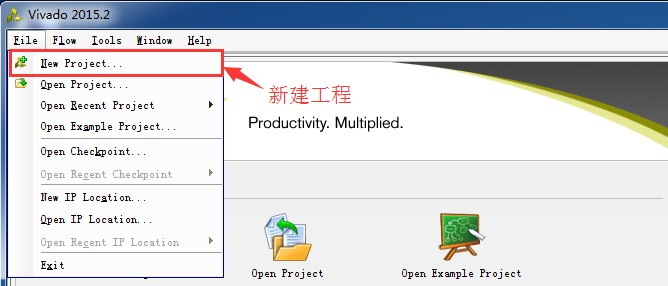 Vivado 2015.2
File Flow Tools Window Help
New Project...
Open Project...
Open Recent Project
Open Example Project...
Open Checkpoint...
Open Recent Checkpoint
New IP Location...
Open IP Location...
Open Recent IP Location
Exit
新建工程
Productivity. Multiplied.
Open Project
Open Example Project